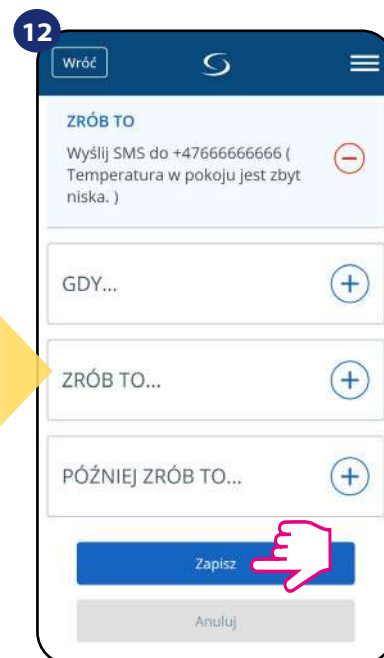 12
Wróć
ZRÓB TO
Wyślij SMS do +47666666666 (
Temperatura w pokoju jest zbyt
niska. )
GDY...
ZRÓB TO...
PÓŹNIEJ ZRÓB TO...
Zapisz
Anuluj